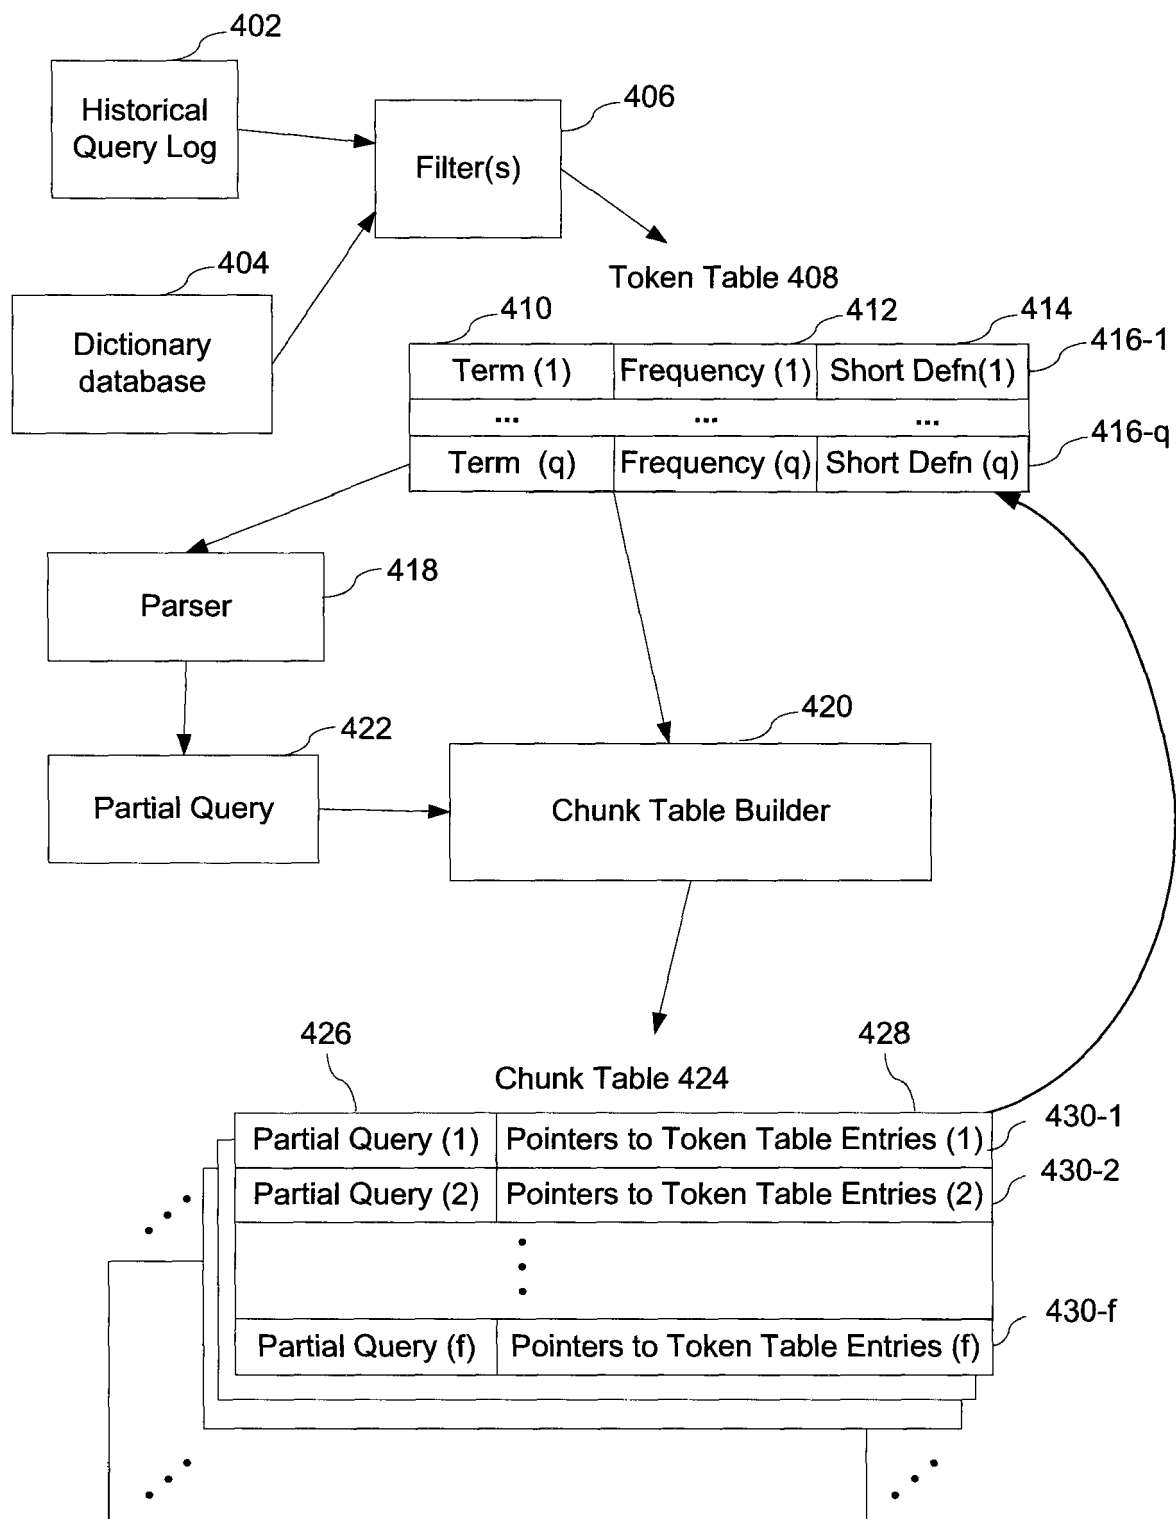 402
Historical
Query Log
406
Filter(s)
404
Dictionary
database
Token Table 408
410
412
414
416-1
Term (1) Frequency (1) Short Defn(1)
... ... ...
416-q
Term (q) Frequency (q) Short Defn (q)
418
Parser
420
422
Partial Query
Chunk Table Builder
426
428
Chunk Table 424
430-1
Partial Query (1) Pointers to Token Table Entries (1)
430-2
Partial Query (2) Pointers to Token Table Entries (2)
430-f
Partial Query (f) Pointers to Token Table Entries (f)